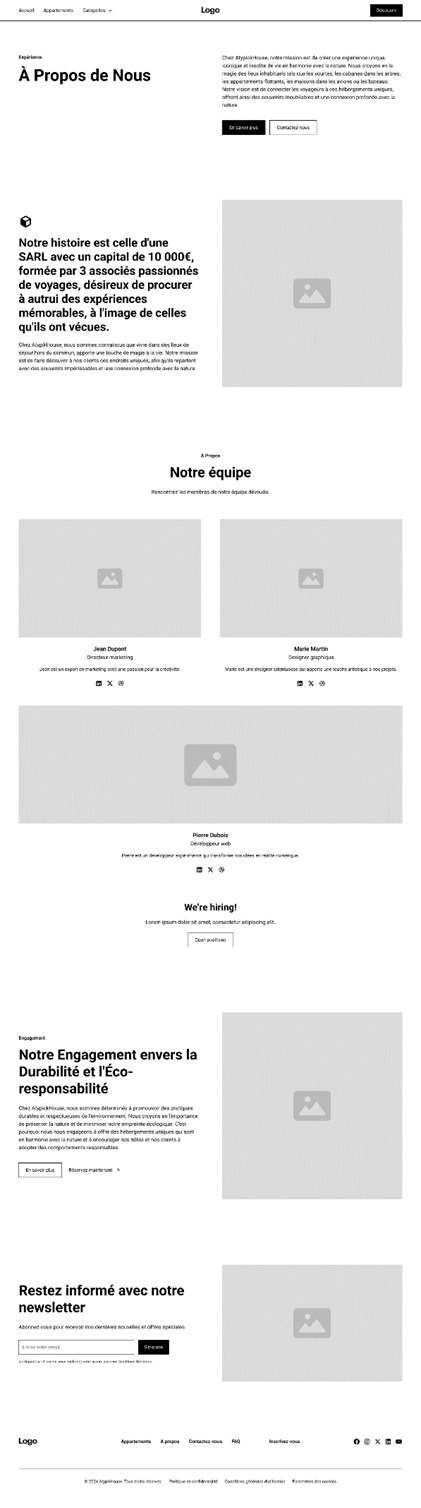 Accueil Appartements Catégories Logo Découvrir
Expérience
À Propos de Nous
Chez AtypickHouse, notre mission est de créer une expérience unique,
iconique et insolite de vie en harmonie avec la nature. Nous croyons en la
magie des lieux inhabituels tels que les yourtes, les cabanes dans les arbres,
les appartements flottants, les maisons dans les avions ou les bateaux.
Notre vision est de connecter les voyageurs à ces hébergements uniques,
offrant ainsi des souvenirs inoubliables et une connexion profonde avec la
nature.
En savoir plus Contactez-nous
Notre histoire est celle d'une
SARL avec un capital de 10 000€,
formée par 3 associés passionnés
de voyages, désireux de procurer
à autrui des expériences
mémorables, à l'image de celles
qu'ils ont vécues.
Chez AtypikHouse, nous sommes convaincus que vivre dans des lieux de
séjour hors du commun, apporte une touche de magie à la vie. Notre mission
est de faire découvrir à nos clients ces endroits uniques, afin qu'ils repartent
avec des souvenirs impérissables et une connexion profonde avec la nature.
À Propos
Notre équipe
Rencontrez les membres de notre équipe dévouée.
Jean Dupont
Directeur marketing
Jean est un expert en marketing avec une passion pour la créativité.
Marie Martin
Designer graphique
Marie est une designer talentueuse qui apporte une touche artistique à nos projets.
Pierre Dubois
Développeur web
Pierre est un développeur expérimenté qui transforme nos idées en réalité numérique.
We're hiring!
Lorem ipsum dolor sit amet, consectetur adipiscing elit.
Open positions
Engagement
Notre Engagement envers la
Durabilité et l'Éco-
responsabilité
Chez AtypickHouse, nous sommes déterminés à promouvoir des pratiques
durables et respectueuses de l'environnement. Nous croyons en l'importance
de préserver la nature et de minimiser notre empreinte écologique. C'est
pourquoi nous nous engageons à offrir des hébergements uniques qui sont
en harmonie avec la nature et à encourager nos hôtes et nos clients à
adopter des comportements responsables.
En savoir plus Réservez maintenant
Restez informé avec notre
newsletter
Abonnez-vous pour recevoir nos dernières nouvelles et offres spéciales
Entrez votre email S'inscrire
Logo Appartements À propos Contactez-nous FAQ Inscrivez-vous
© 2024 AtypickHouse. Tous droits réservés. Politique de confidentialité Conditions générales d'utilisation Paramètres des cookies